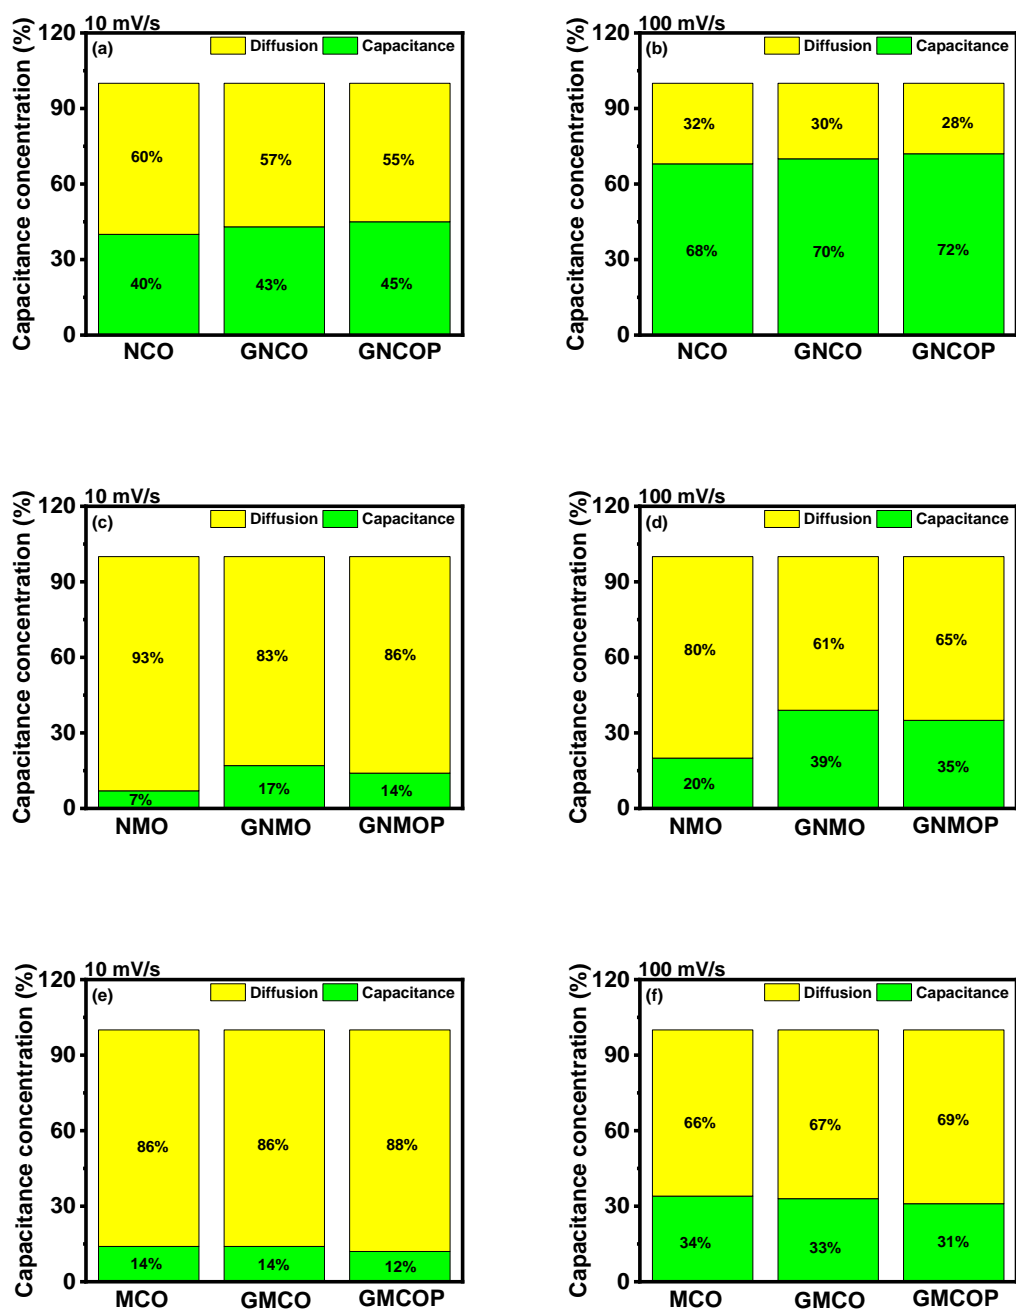 10 mV/s
(a)
Diffusion
Capacitance
Capacitance concentration (%)
120
90
60
30
0
60%
57%
55%
40%
43%
45%
NCO
GNCO
GNCOP
100 mV/s
(b)
Diffusion
Capacitance
Capacitance concentration (%)
120
90
60
30
0
32%
30%
28%
68%
70%
72%
NCO
GNCO
GNCOP
10 mV/s
(c)
Diffusion
Capacitance
Capacitance concentration (%)
120
90
60
30
0
93%
83%
86%
7%
17%
14%
NMO
GNMO
GNMOP
100 mV/s
(d)
Diffusion
Capacitance
Capacitance concentration (%)
120
90
60
30
0
80%
61%
65%
20%
39%
35%
NMO
GNMO
GNMOP
10 mV/s
(e)
Diffusion
Capacitance
Capacitance concentration (%)
120
90
60
30
0
86%
86%
88%
14%
14%
12%
MCO
GMCO
GMCOP
100 mV/s
(f)
Diffusion
Capacitance
Capacitance concentration (%)
120
90
60
30
0
66%
67%
69%
34%
33%
31%
MCO
GMCO
GMCOP